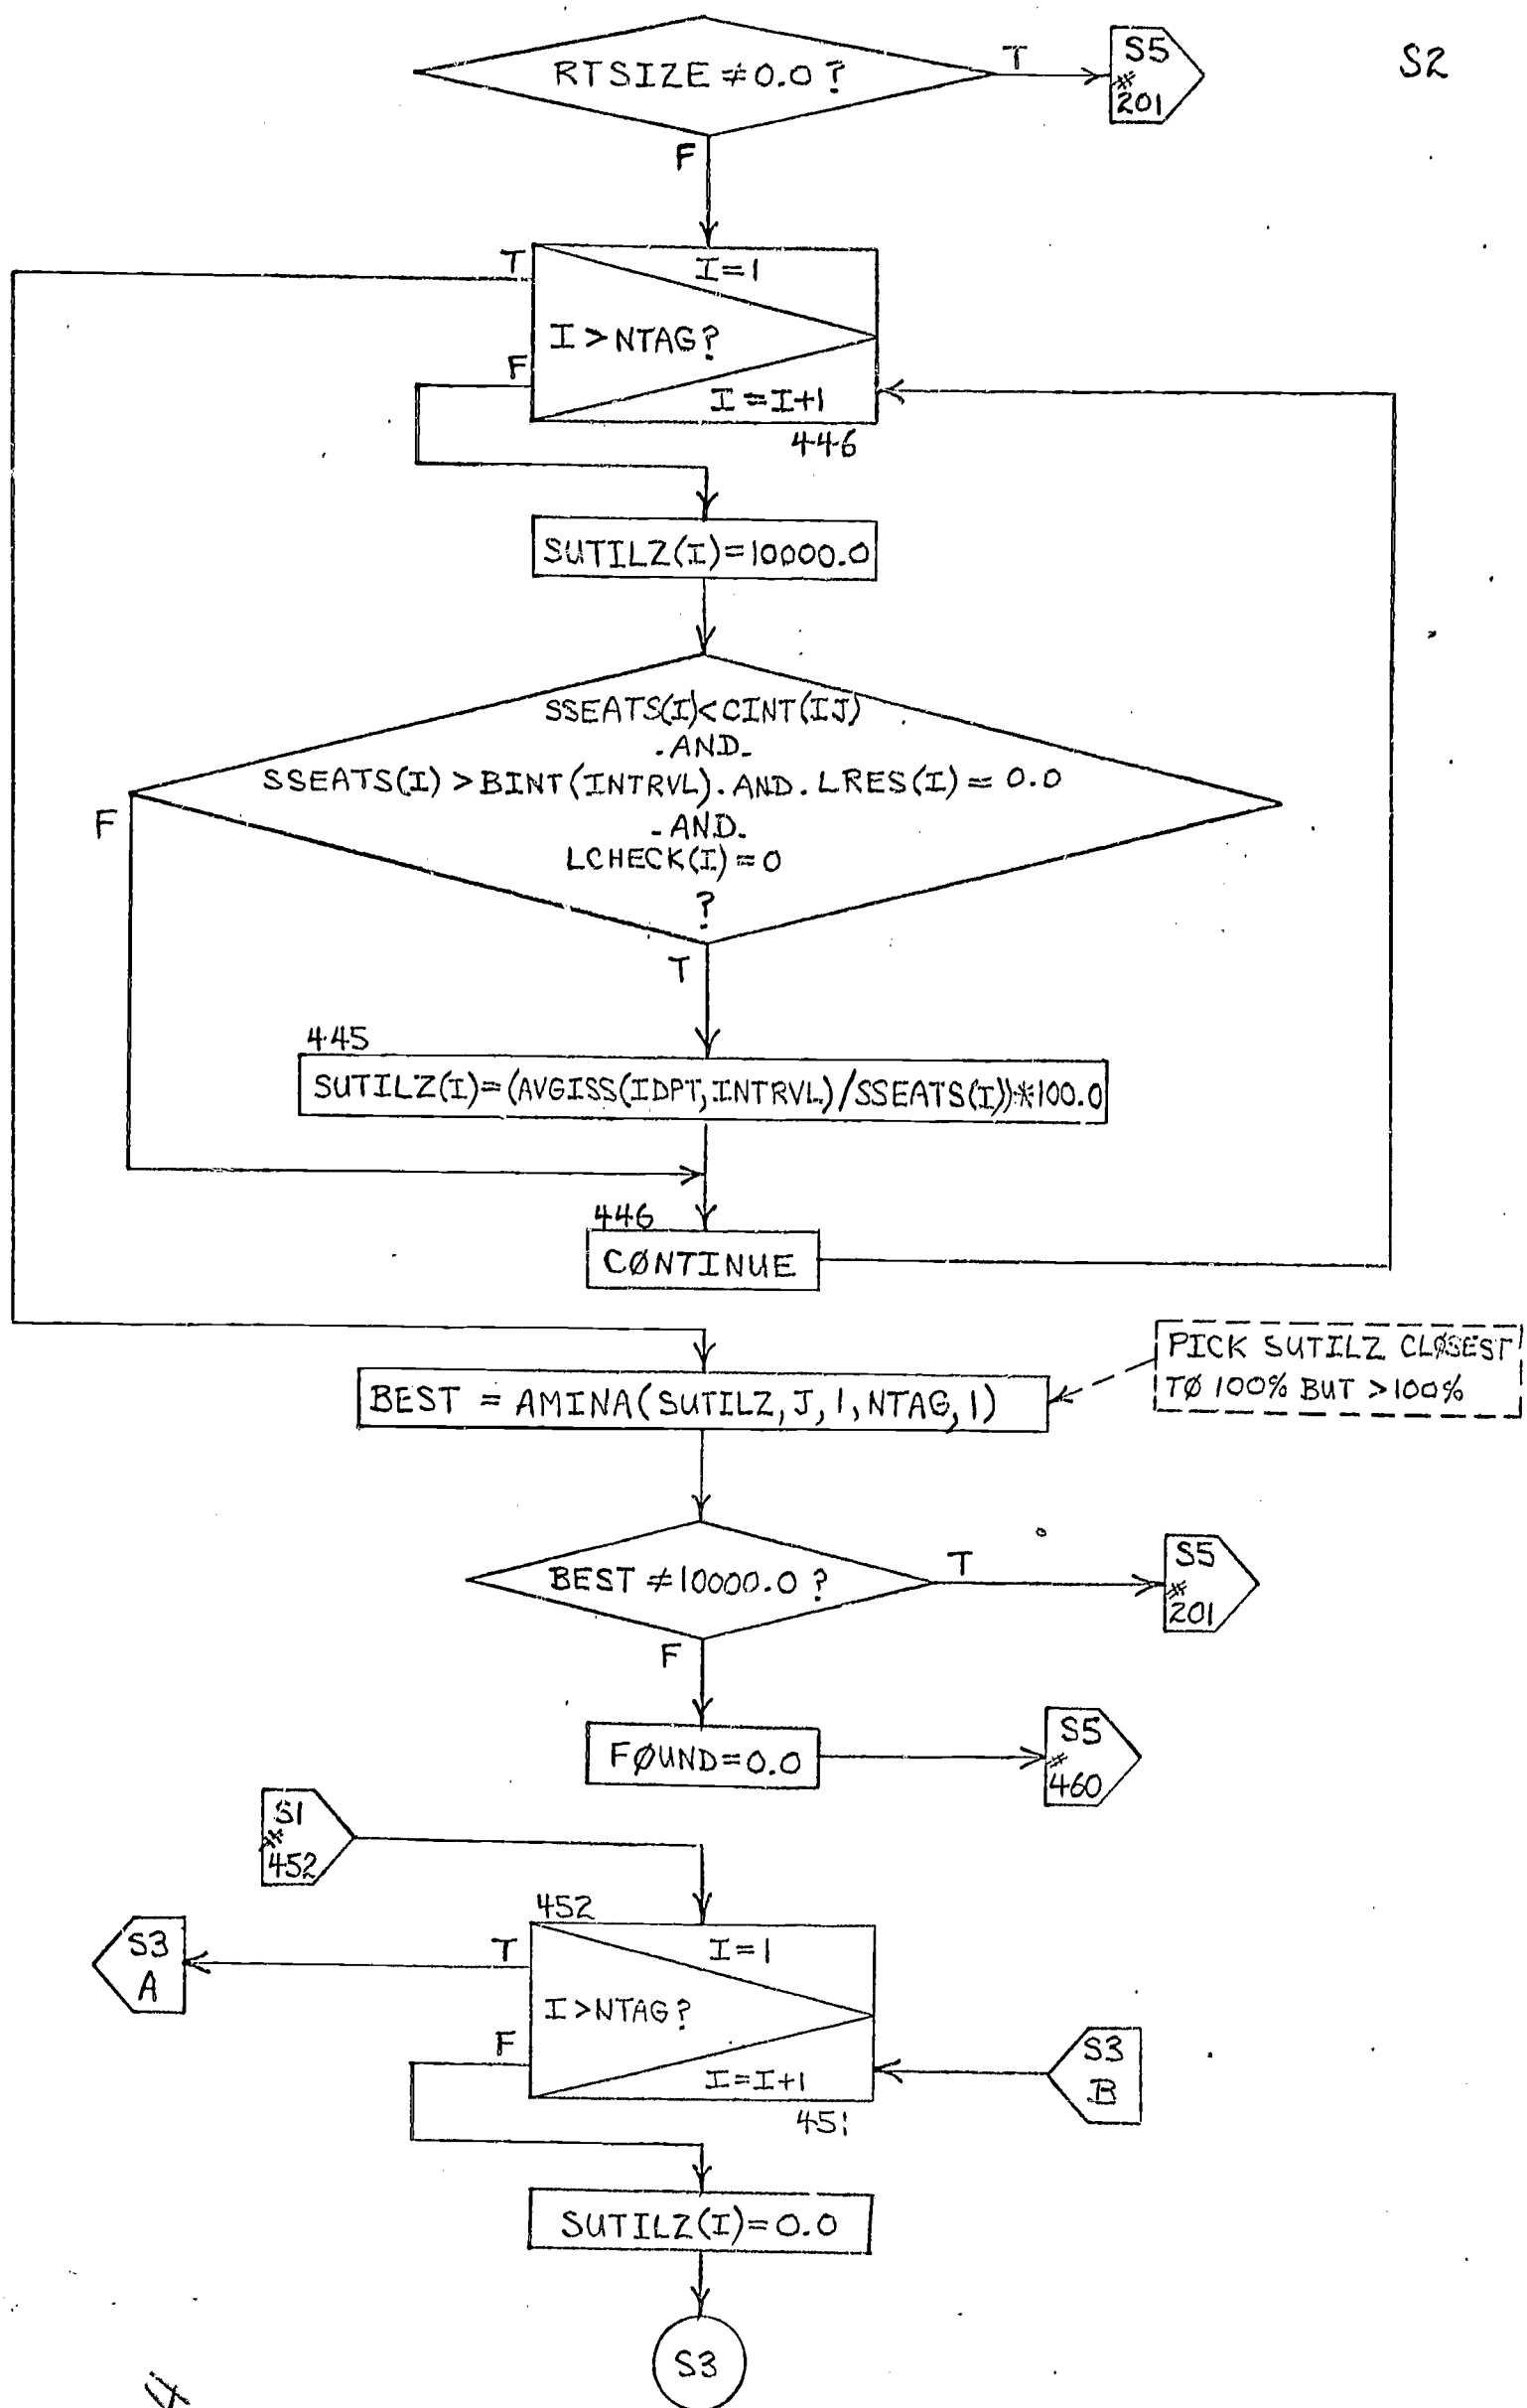 RTSIZE ≠ 0.0 ?
T
S5
*
201
S2
F
T
I=1
I > NTAG?
F
I = I+1
446
SUTILZ(I)=10000.0
SSEATS(I)<CINT(IJ)
.AND.
SSEATS(I) > BINT(INTRVL).AND. LRES(I) = 0.0
.AND.
LCHECK(I)=0
?
F
T
445
SUTILZ(I)=(AVGISS(IDPT,INTRVL)/SSEATS(I))*100.0
446
CØNTINUE
PICK SUTILZ CLØSEST
TØ 100% BUT >100%
BEST = AMINA(SUTILZ,J,1,NTAG,1)
BEST ≠10000.0 ?
T
S5
*
201
F
FØUND=0.0
S5
*
460
S1
*
452
452
S3
A
T
I=1
I>NTAG?
F
I=I+1
S3
B
451
SUTILZ(I)=0.0
S3